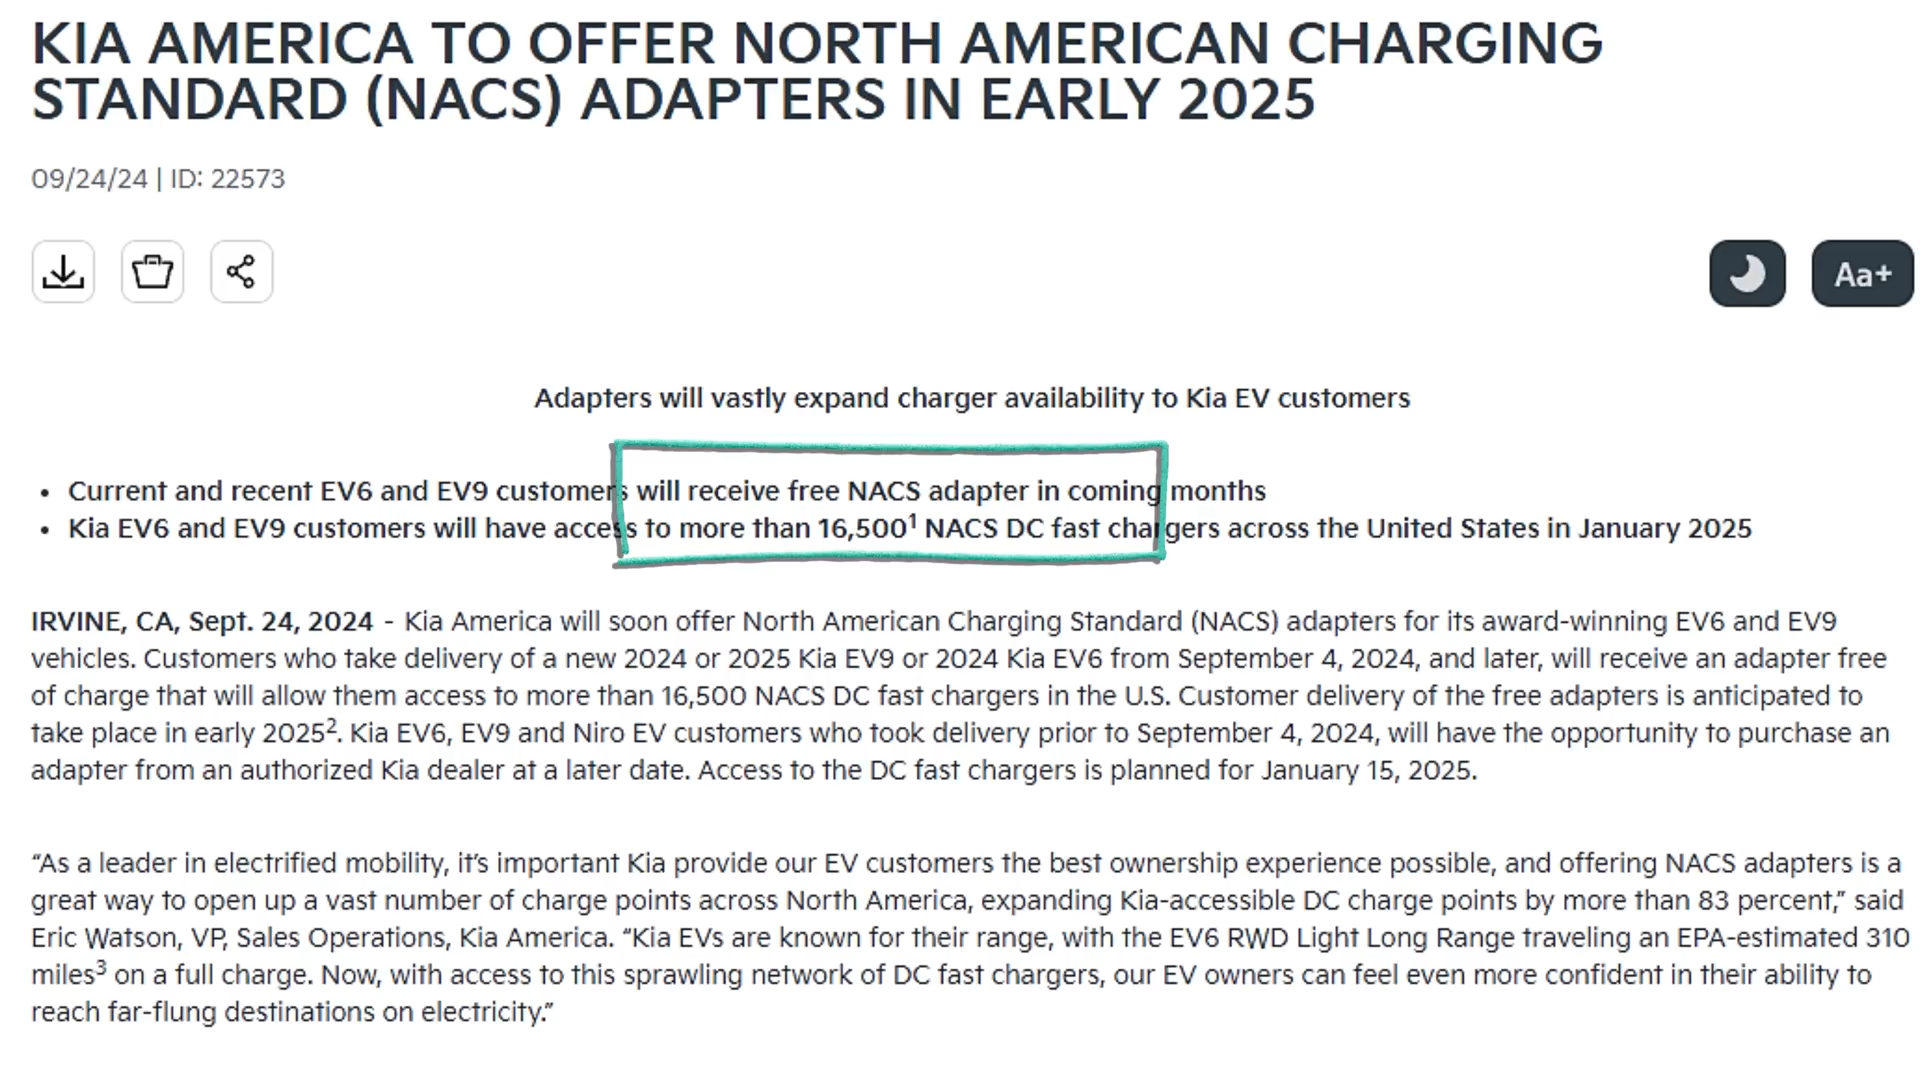 KIA AMERICA TO OFFER NORTH AMERICAN CHARGING
STANDARD (NACS) ADAPTERS IN EARLY 2025
09/24/24 | ID: 22573
Aa+
Adapters will vastly expand charger availability to Kia EV customers
• Current and recent EV6 and EV9 customers will receive free NACS adapter in coming months
• Kia EV6 and EV9 customers will have access to more than 16,500¹ NACS DC fast chargers across the United States in January 2025
IRVINE, CA, Sept. 24, 2024 - Kia America will soon offer North American Charging Standard (NACS) adapters for its award-winning EV6 and EV9
vehicles. Customers who take delivery of a new 2024 or 2025 Kia EV9 or 2024 Kia EV6 from September 4, 2024, and later, will receive an adapter free
of charge that will allow them access to more than 16,500 NACS DC fast chargers in the U.S. Customer delivery of the free adapters is anticipated to
take place in early 2025². Kia EV6, EV9 and Niro EV customers who took delivery prior to September 4, 2024, will have the opportunity to purchase an
adapter from an authorized Kia dealer at a later date. Access to the DC fast chargers is planned for January 15, 2025.
“As a leader in electrified mobility, it’s important Kia provide our EV customers the best ownership experience possible, and offering NACS adapters is a
great way to open up a vast number of charge points across North America, expanding Kia-accessible DC charge points by more than 83 percent,” said
Eric Watson, VP, Sales Operations, Kia America. “Kia EVs are known for their range, with the EV6 RWD Light Long Range traveling an EPA-estimated 310
miles³ on a full charge. Now, with access to this sprawling network of DC fast chargers, our EV owners can feel even more confident in their ability to
reach far-flung destinations on electricity.”